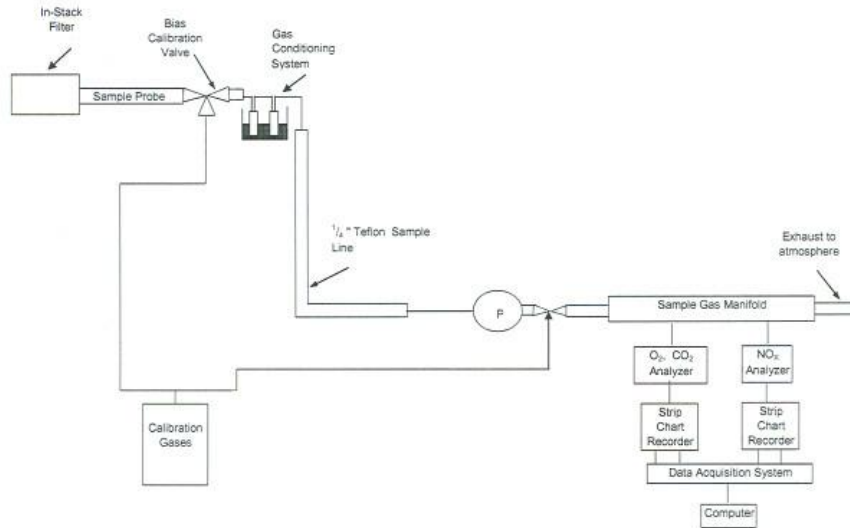 In-Stack
Filter
Bias
Calibration
Valve
Gas
Conditioning
System
Sample Probe
1/4 " Teflon Sample
Line
Exhaust to
atmosphere
P
Sample Gas Manifold
O2, CO2
Analyzer
NOx
Analyzer
Strip
Chart
Recorder
Strip
Chart
Recorder
Calibration
Gases
Data Acquisition System
Computer